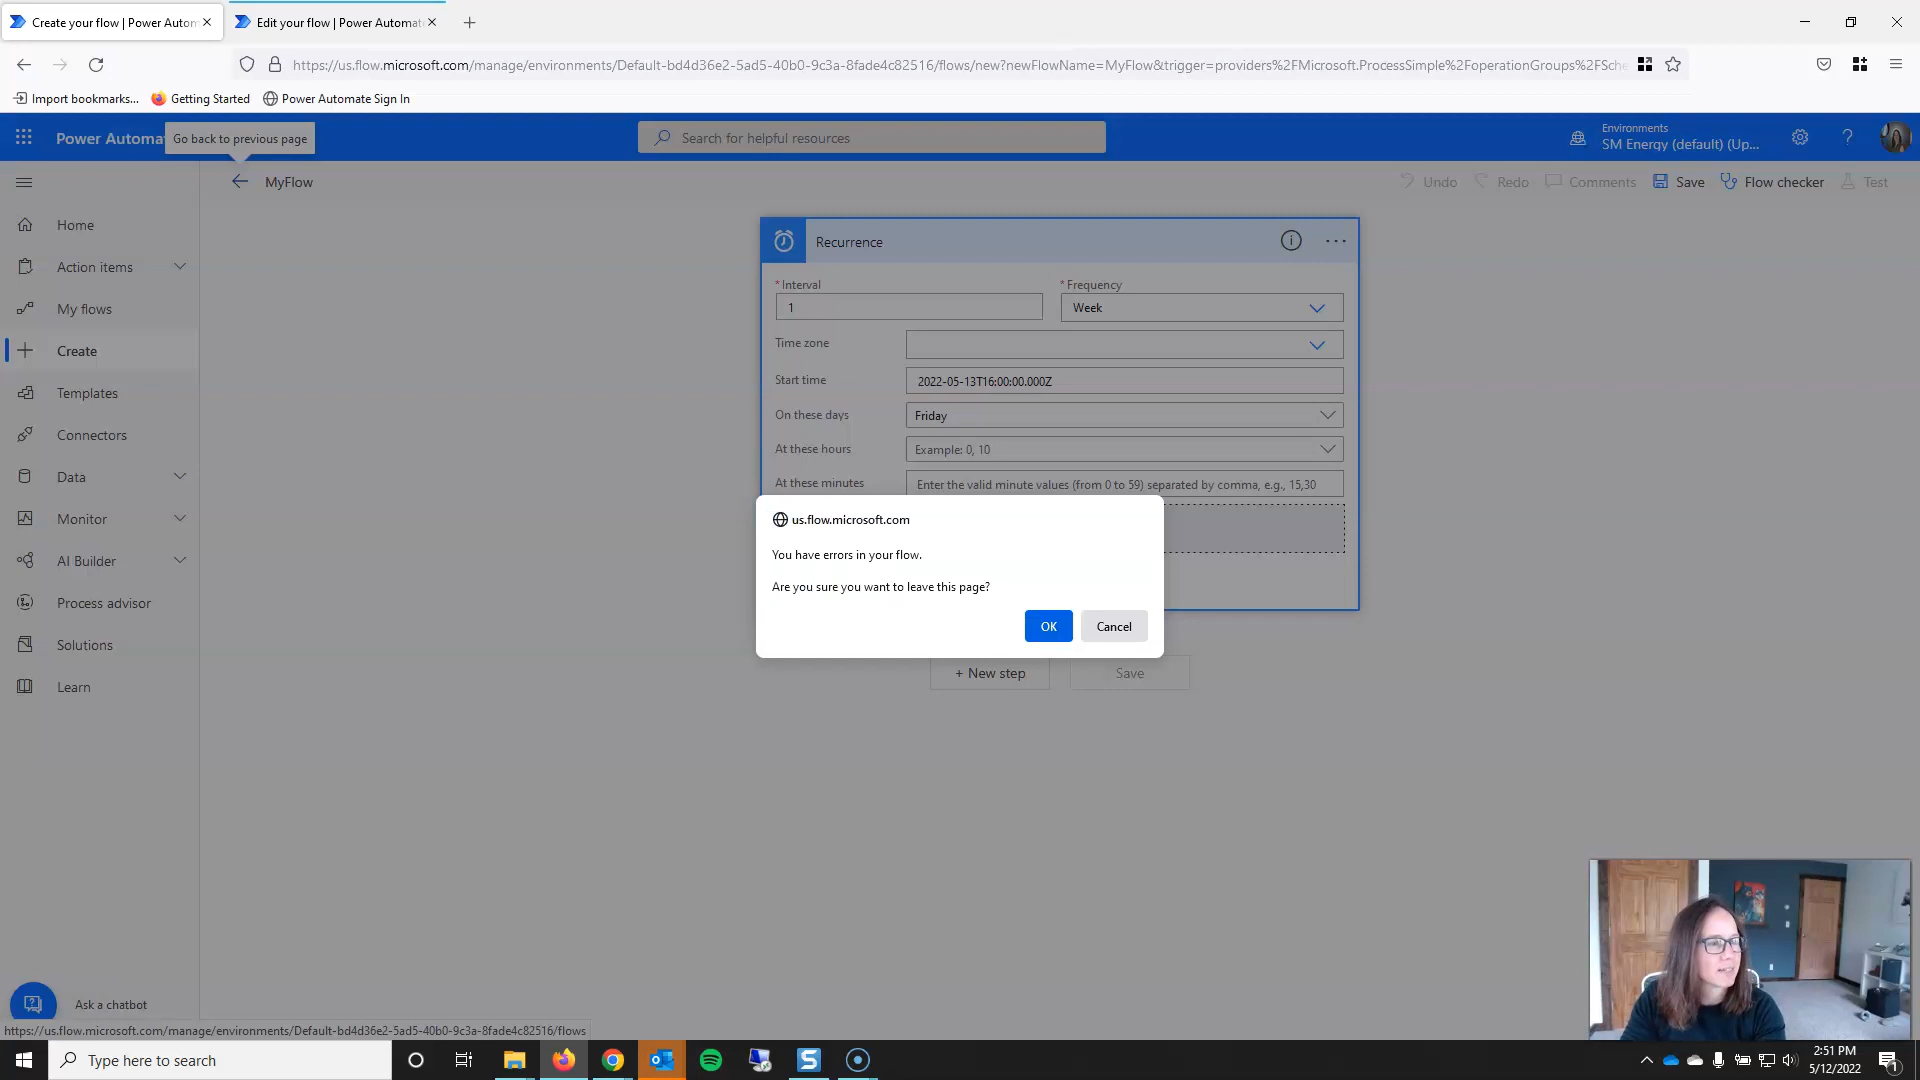 Create your flow | Power Autom
Edit your flow | Power Automat
https://us.flow.microsoft.com/manage/environments/Default-bd4d36e2-5ad5-40b0-9c3a-8fade4c82516/flows/new?newFlowName=MyFlow&trigger=providers%2FMicrosoft.ProcessSimple%2FoperationGroups%2FSche
Import bookmarks...
Getting Started
Power Automate Sign In
Power Automa
Go back to previous page
Search for helpful resources
Environments
SM Energy (default) (Up...
MyFlow
Undo
Redo
Comments
Save
Flow checker
Test
Home
Action items
My flows
Create
Templates
Connectors
Data
Monitor
AI Builder
Process advisor
Solutions
Learn
Recurrence
* Interval
* Frequency
1
Week
Time zone
Start time
2022-05-13T16:00:00.000Z
On these days
Friday
At these hours
Example: 0, 10
At these minutes
Enter the valid minute values (from 0 to 59) separated by comma, e.g., 15,30
us.flow.microsoft.com
You have errors in your flow.
Are you sure you want to leave this page?
OK
Cancel
+ New step
Save
Ask a chatbot
https://us.flow.microsoft.com/manage/environments/Default-bd4d36e2-5ad5-40b0-9c3a-8fade4c82516/flows
Type here to search
2:51 PM
5/12/2022
1